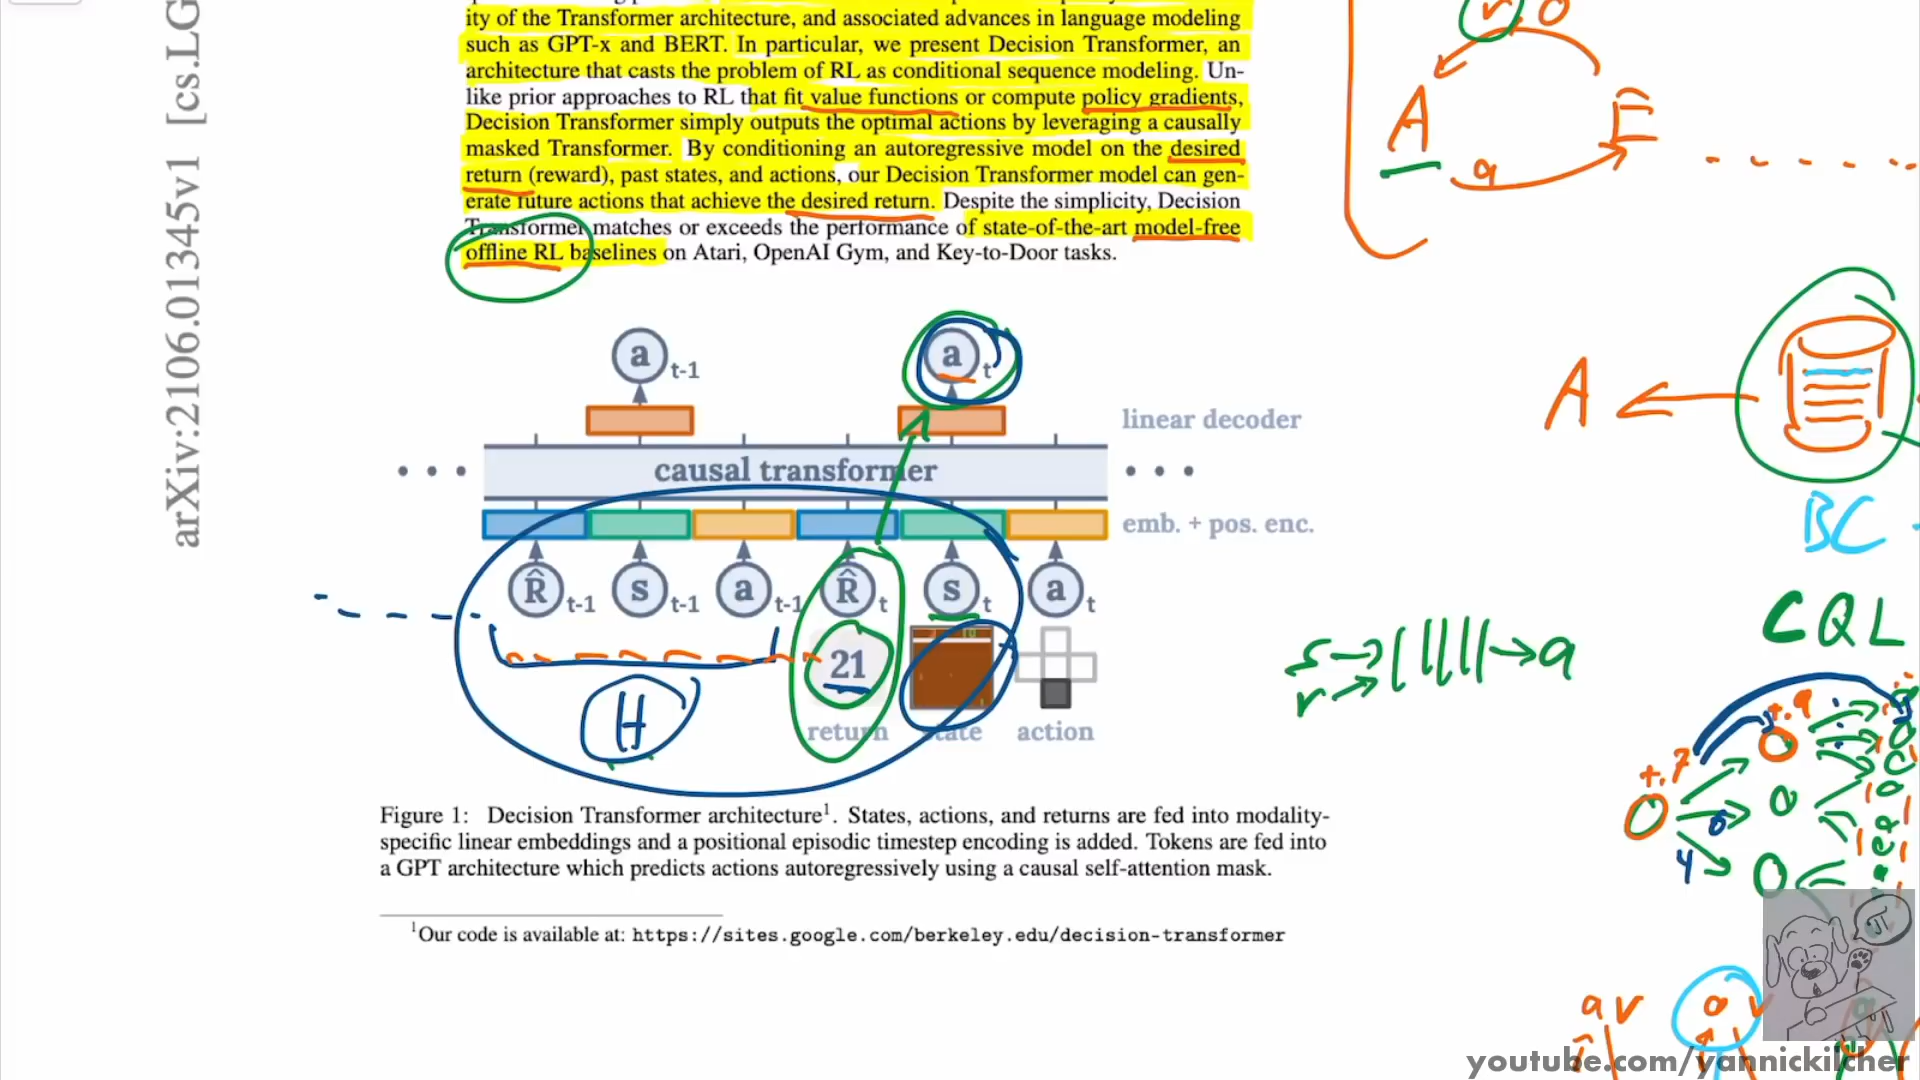 ity of the Transformer architecture, and associated advances in language modeling
such as GPT-x and BERT. In particular, we present Decision Transformer, an
architecture that casts the problem of RL as conditional sequence modeling. Un-
like prior approaches to RL that fit value functions or compute policy gradients,
Decision Transformer simply outputs the optimal actions by leveraging a causally
masked Transformer. By conditioning an autoregressive model on the desired
return (reward), past states, and actions, our Decision Transformer model can gen-
erate future actions that achieve the desired return. Despite the simplicity, Decision
Transformer matches or exceeds the performance of state-of-the-art model-free
offline RL baselines on Atari, OpenAI Gym, and Key-to-Door tasks.
arXiv:2106.01345v1 [cs.LG
r, o
A E
a
A
BC
CQL
s
r
a
+.9
+.7
4
a t-1
a t
linear decoder
causal transformer
emb. + pos. enc.
R̂ t-1 s t-1 a t-1 R̂ t s t a t
21
H
return state action
Figure 1: Decision Transformer architecture¹. States, actions, and returns are fed into modality-
specific linear embeddings and a positional episodic timestep encoding is added. Tokens are fed into
a GPT architecture which predicts actions autoregressively using a causal self-attention mask.
¹Our code is available at: https://sites.google.com/berkeley.edu/decision-transformer
π
a v a v
youtube.com/yannickilcher